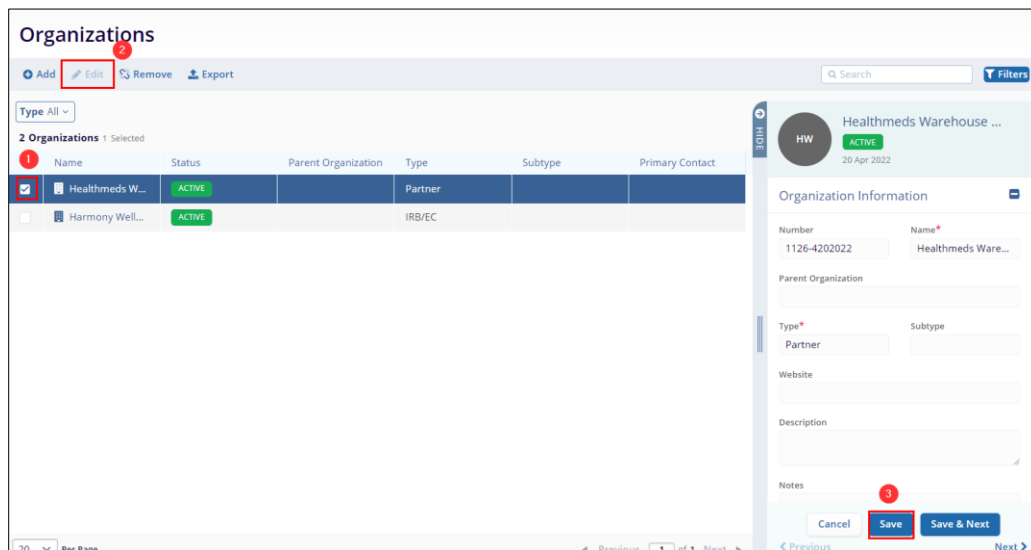 Organizations
2
Add Edit Remove Export Search Filters
Type All
2 Organizations 1 Selected
1
Name Status Parent Organization Type Subtype Primary Contact
Healthmeds W... ACTIVE Partner
Harmony Well... ACTIVE IRB/EC
20 Per Page Previous 1 of 1 Next
HIDE
HW
Healthmeds Warehouse ...
ACTIVE
20 Apr 2022
Organization Information
Number Name*
1126-4202022 Healthmeds Ware...
Parent Organization
Type* Subtype
Partner
Website
Description
Notes
3
Cancel Save Save & Next
Previous Next